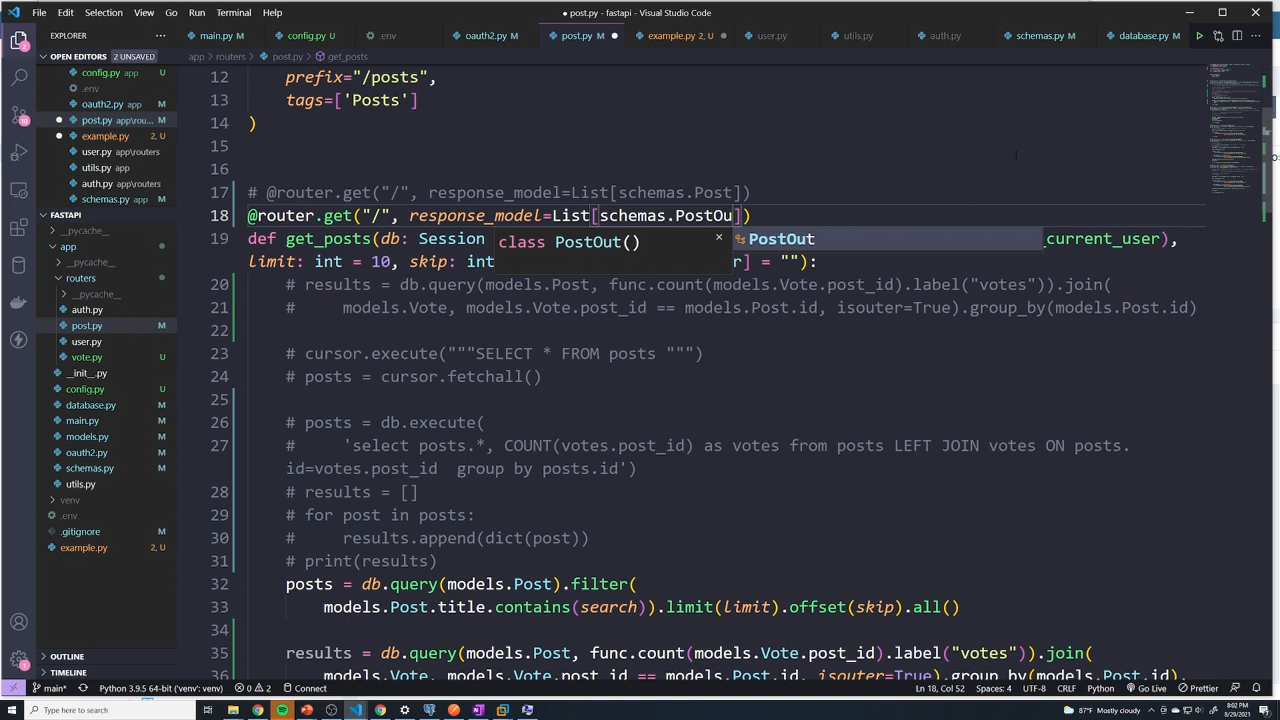 File Edit Selection View Go Run Terminal Help
post.py - fastapi - Visual Studio Code
EXPLORER
main.py M config.py U .env oauth2.py M post.py M example.py 2, U user.py utils.py auth.py schemas.py M database.py M
OPEN EDITORS 2 UNSAVED
config.py app U
.env
oauth2.py app M
post.py app\rou... M
example.py 2, U
user.py app\routers
utils.py app
auth.py app\routers
schemas.py app M
FASTAPI
__pycache__
app
__pycache__
routers
__pycache__
auth.py
post.py M
user.py
vote.py U
__init__.py
config.py U
database.py M
main.py M
models.py M
oauth2.py M
schemas.py M
utils.py
venv
.env
.gitignore U
example.py 2, U
OUTLINE
TIMELINE
app > routers > post.py > get_posts
12 prefix="/posts",
13 tags=['Posts']
14 )
15
16
17 # @router.get("/", response_model=List[schemas.Post])
18 @router.get("/", response_model=List[schemas.PostOu])
19 def get_posts(db: Session _current_user),
class PostOut()
PostOut
limit: int = 10, skip: int r] = ""):
20 # results = db.query(models.Post, func.count(models.Vote.post_id).label("votes")).join(
21 # models.Vote, models.Vote.post_id == models.Post.id, isouter=True).group_by(models.Post.id)
22
23 # cursor.execute("""SELECT * FROM posts """)
24 # posts = cursor.fetchall()
25
26 # posts = db.execute(
27 # 'select posts.*, COUNT(votes.post_id) as votes from posts LEFT JOIN votes ON posts.
id=votes.post_id group by posts.id')
28 # results = []
29 # for post in posts:
30 # results.append(dict(post))
31 # print(results)
32 posts = db.query(models.Post).filter(
33 models.Post.title.contains(search)).limit(limit).offset(skip).all()
34
35 results = db.query(models.Post, func.count(models.Vote.post_id).label("votes")).join(
models.Vote, models.Vote.post_id == models.Post.id, isouter=True).group_by(models.Post.id)
main* Python 3.9.5 64-bit ('venv': venv) 0 2 Connect
Ln 18, Col 52 Spaces: 4 UTF-8 CRLF Python Go Live Prettier
Type here to search
87°F Mostly cloudy 8:02 PM
8/29/2021